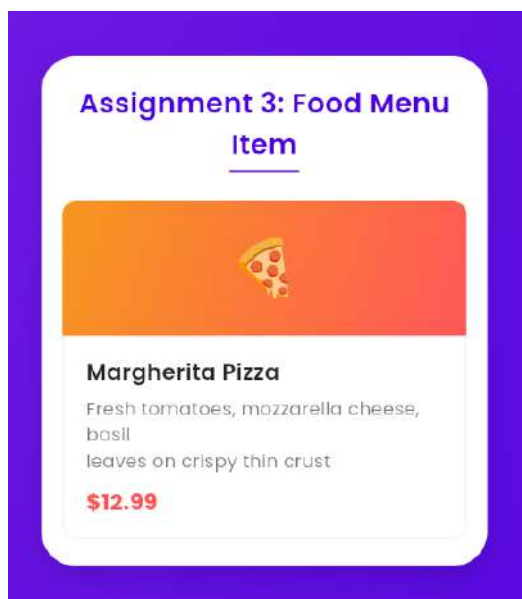 Assignment 3: Food Menu
Item
Margherita Pizza
Fresh tomatoes, mozzarella cheese,
basil
leaves on crispy thin crust
$12.99